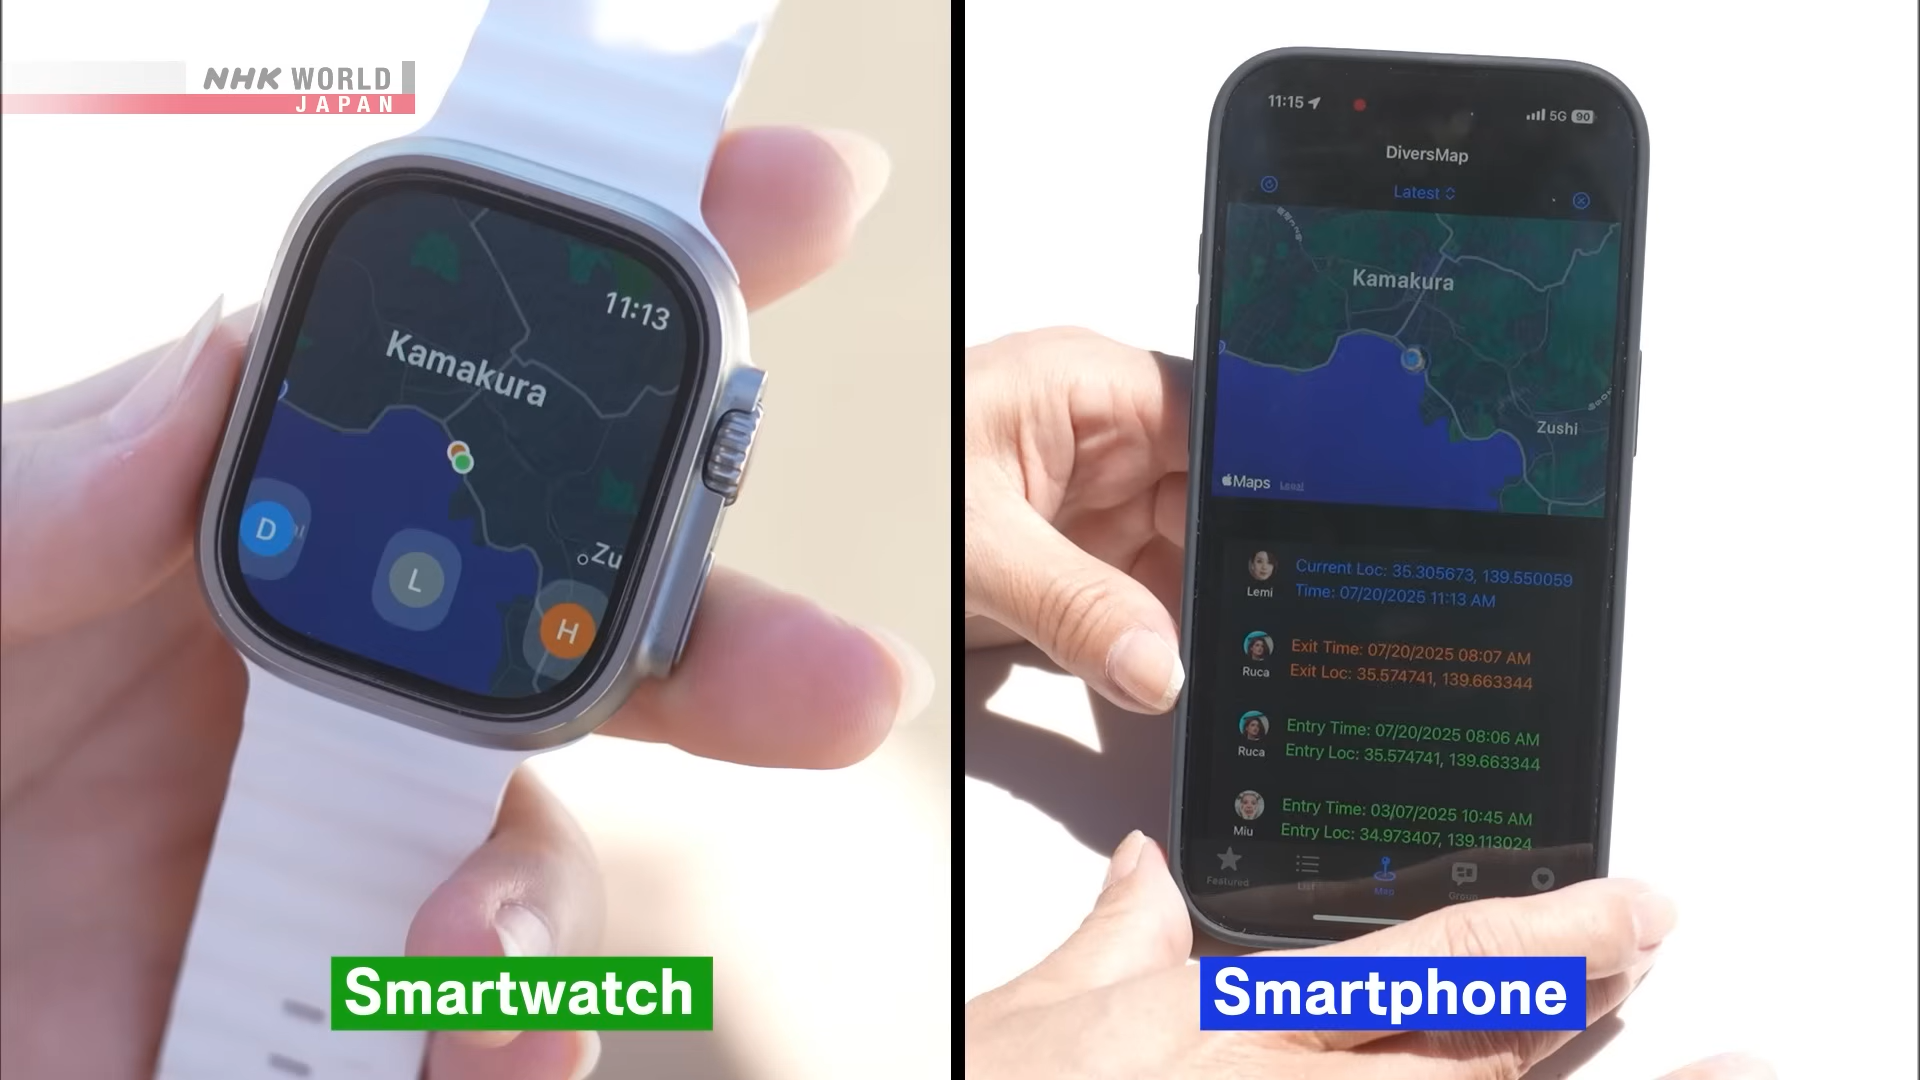 NHK WORLD
JAPAN
11:13
Kamakura
Zu
D
L
H
Smartwatch
11:15
5G 90
DiversMap
Latest
Kamakura
Zushi
Maps Legal
Lemi
Current Loc: 35.305673, 139.550059
Time: 07/20/2025 11:13 AM
Ruca
Exit Time: 07/20/2025 08:07 AM
Exit Loc: 35.574741, 139.663344
Ruca
Entry Time: 07/20/2025 08:06 AM
Entry Loc: 35.574741, 139.663344
Miu
Entry Time: 03/07/2025 10:45 AM
Entry Loc: 34.973407, 139.113024
Featured
List
Map
Group
Smartphone